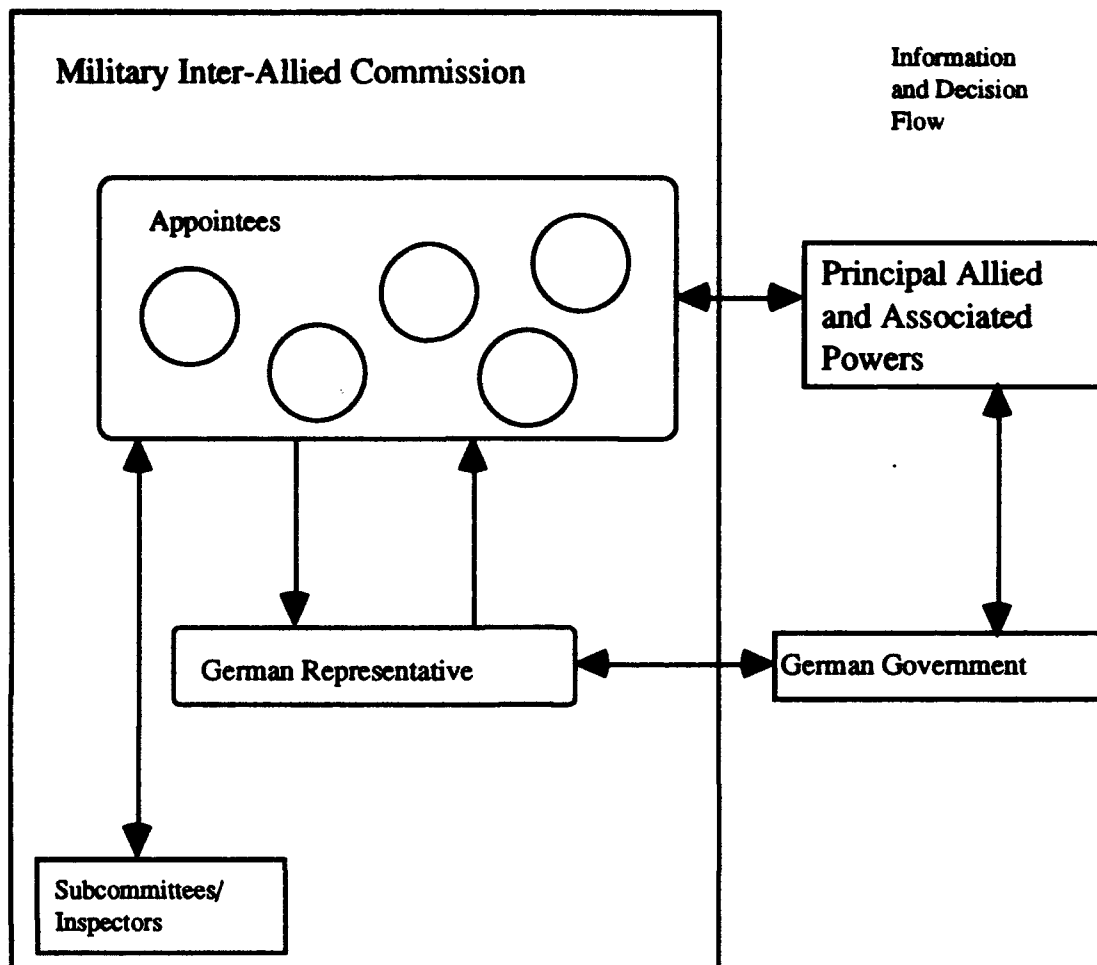 Military Inter-Allied Commission
Information
and Decision
Flow
Appointees
Principal Allied
and Associated
Powers
German Representative
German Government
Subcommittees/
Inspectors